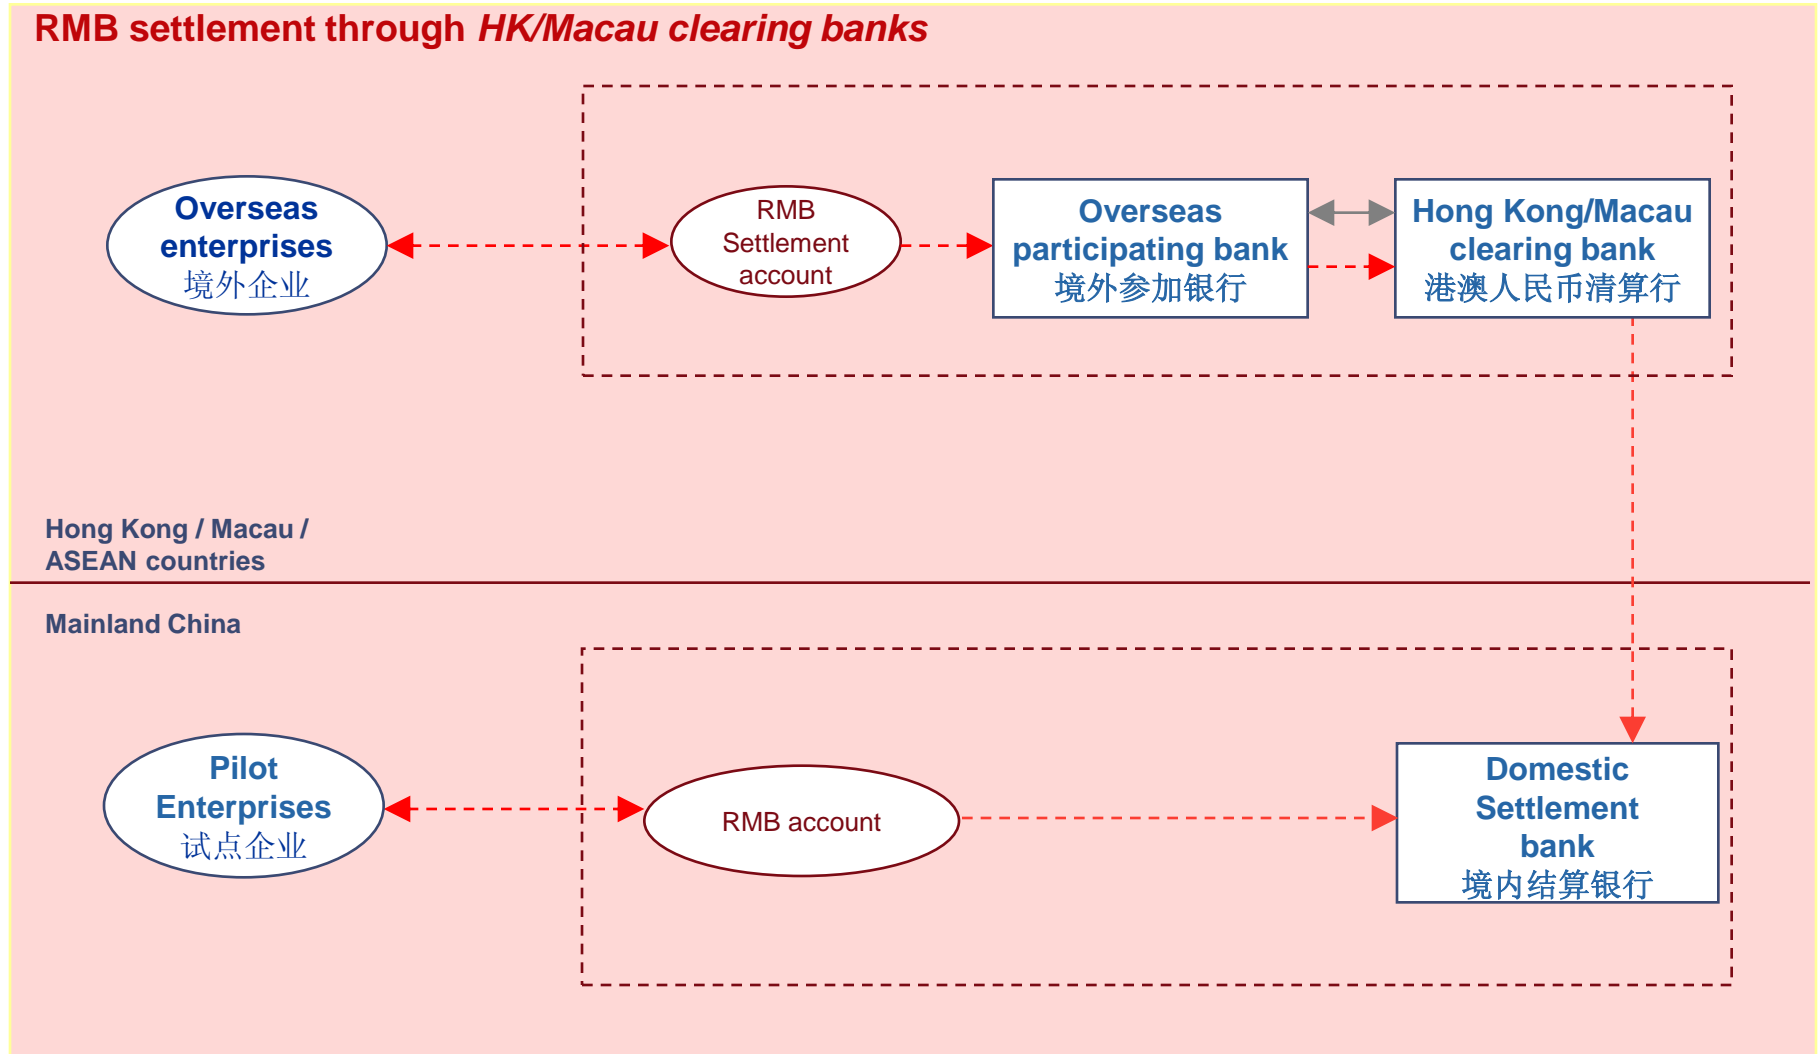 RMB settlement through HK/Macau clearing banks
Overseas
enterprises
境外企业
RMB
Settlement
account
Overseas
participating bank
境外参加银行
Hong Kong/Macau
clearing bank
港澳人民币清算行
Hong Kong / Macau /
ASEAN countries
Mainland China
Pilot
Enterprises
试点企业
RMB account
Domestic
Settlement
bank
境内结算银行